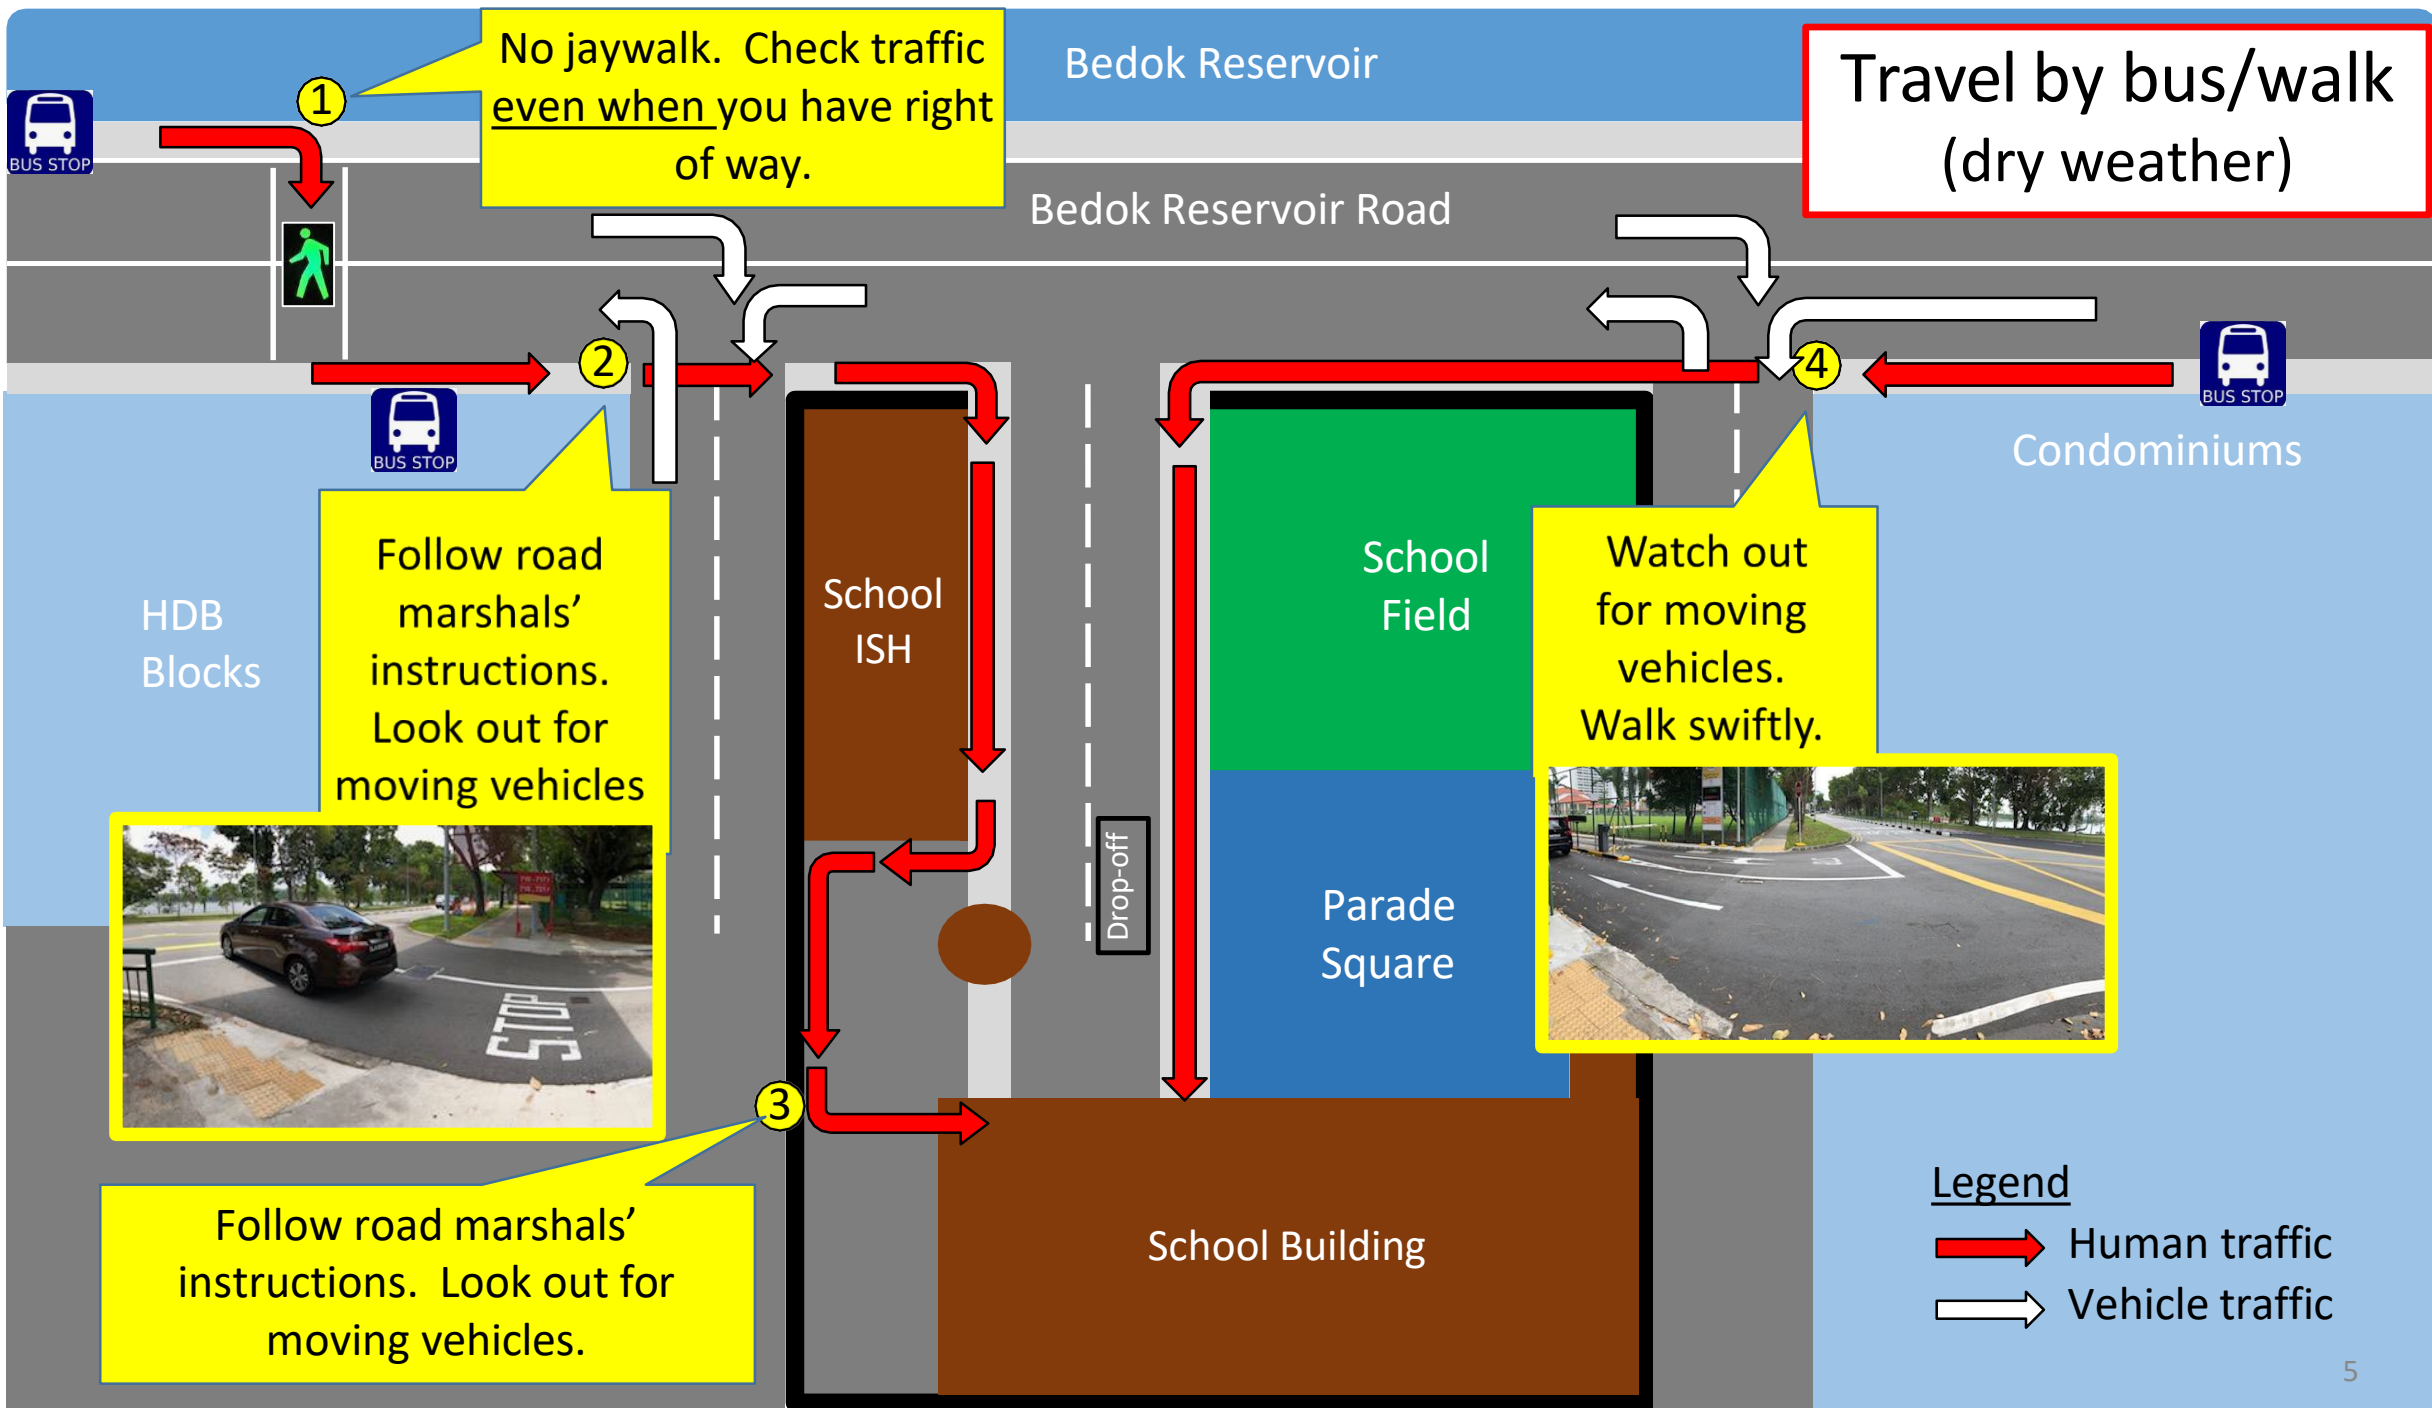 No jaywalk.  Check traffic
even when you have right
of way.
Bedok Reservoir
Travel by bus/walk
(dry weather)
1
BUS STOP
Bedok Reservoir Road
2
BUS STOP
4
BUS STOP
Condominiums
Follow road
marshals’
instructions.
Look out for
moving vehicles
HDB
Blocks
School
ISH
School
Field
Watch out
for moving
vehicles.
Walk swiftly.
Drop-off
Parade
Square
STOP
3
Follow road marshals’
instructions.  Look out for
moving vehicles.
School Building
Legend
Human traffic
Vehicle traffic
5